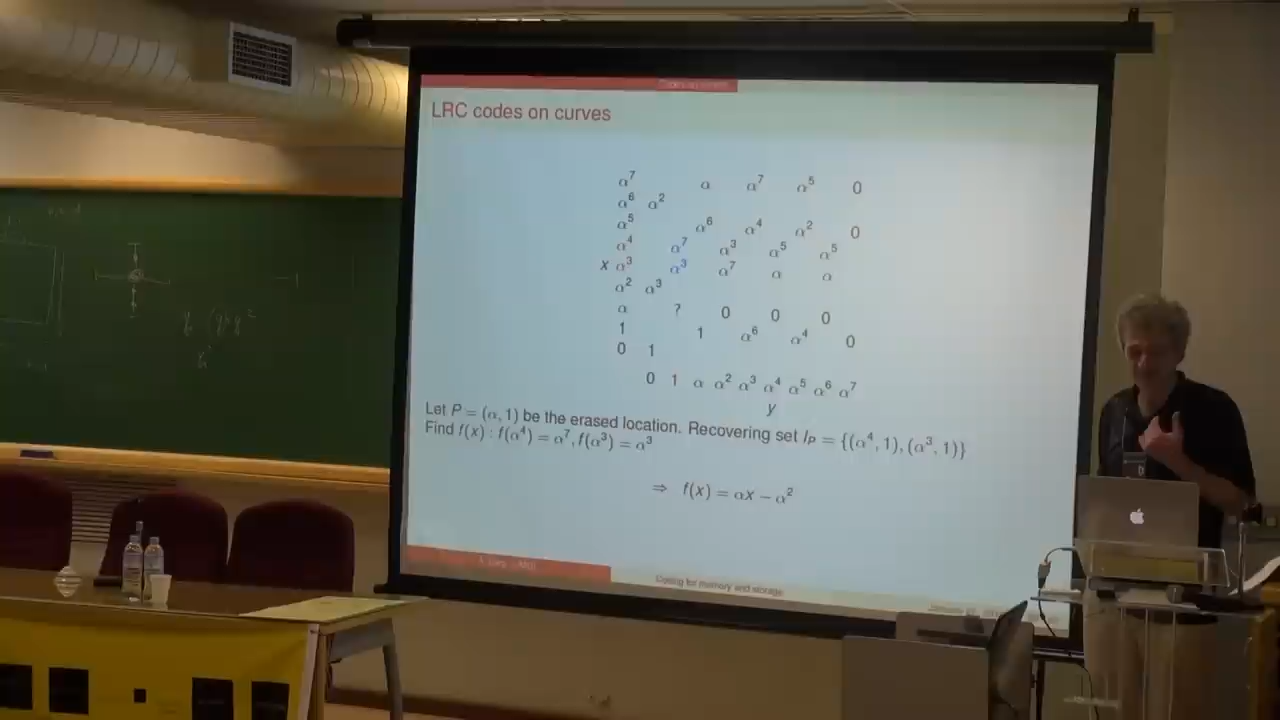 LRC codes on curves
α⁷ α α⁷ α⁵ 0
α⁶ α²
α⁵ α⁶ α⁴ α² 0
α⁴ α⁷ α³ α⁵ α⁵
x α³ α³ α⁷ α α
α² α³
α ? 0 0 0
1 1 α⁶ α⁴ 0
0 1
0 1 α α² α³ α⁴ α⁵ α⁶ α⁷
y
Let P = (α, 1) be the erased location. Recovering set I_P = {(α⁴, 1), (α³, 1)}
Find f(x) : f(α⁴) = α⁷, f(α³) = α³
⇒ f(x) = αx − α²
Coding for memory and storage